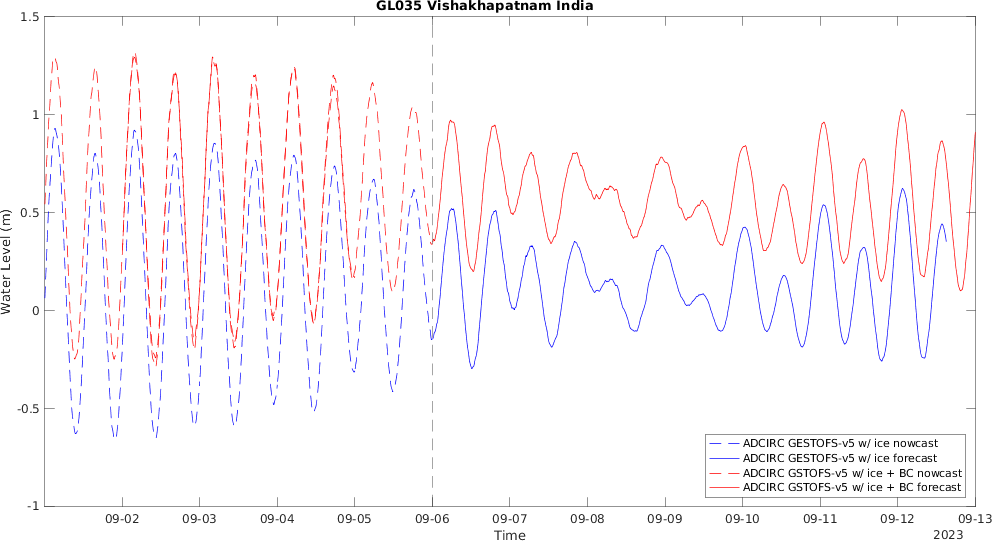 GL035 Vishakhapatnam India
1.5
1
0.5
0
-0.5
-1
Water Level (m)
09-02
09-03
09-04
09-05
09-06
09-07
09-08
09-09
09-10
09-11
09-12
09-13
Time
2023
ADCIRC GESTOFS-v5 w/ ice nowcast
ADCIRC GESTOFS-v5 w/ ice forecast
ADCIRC GSTOFS-v5 w/ ice + BC nowcast
ADCIRC GSTOFS-v5 w/ ice + BC forecast